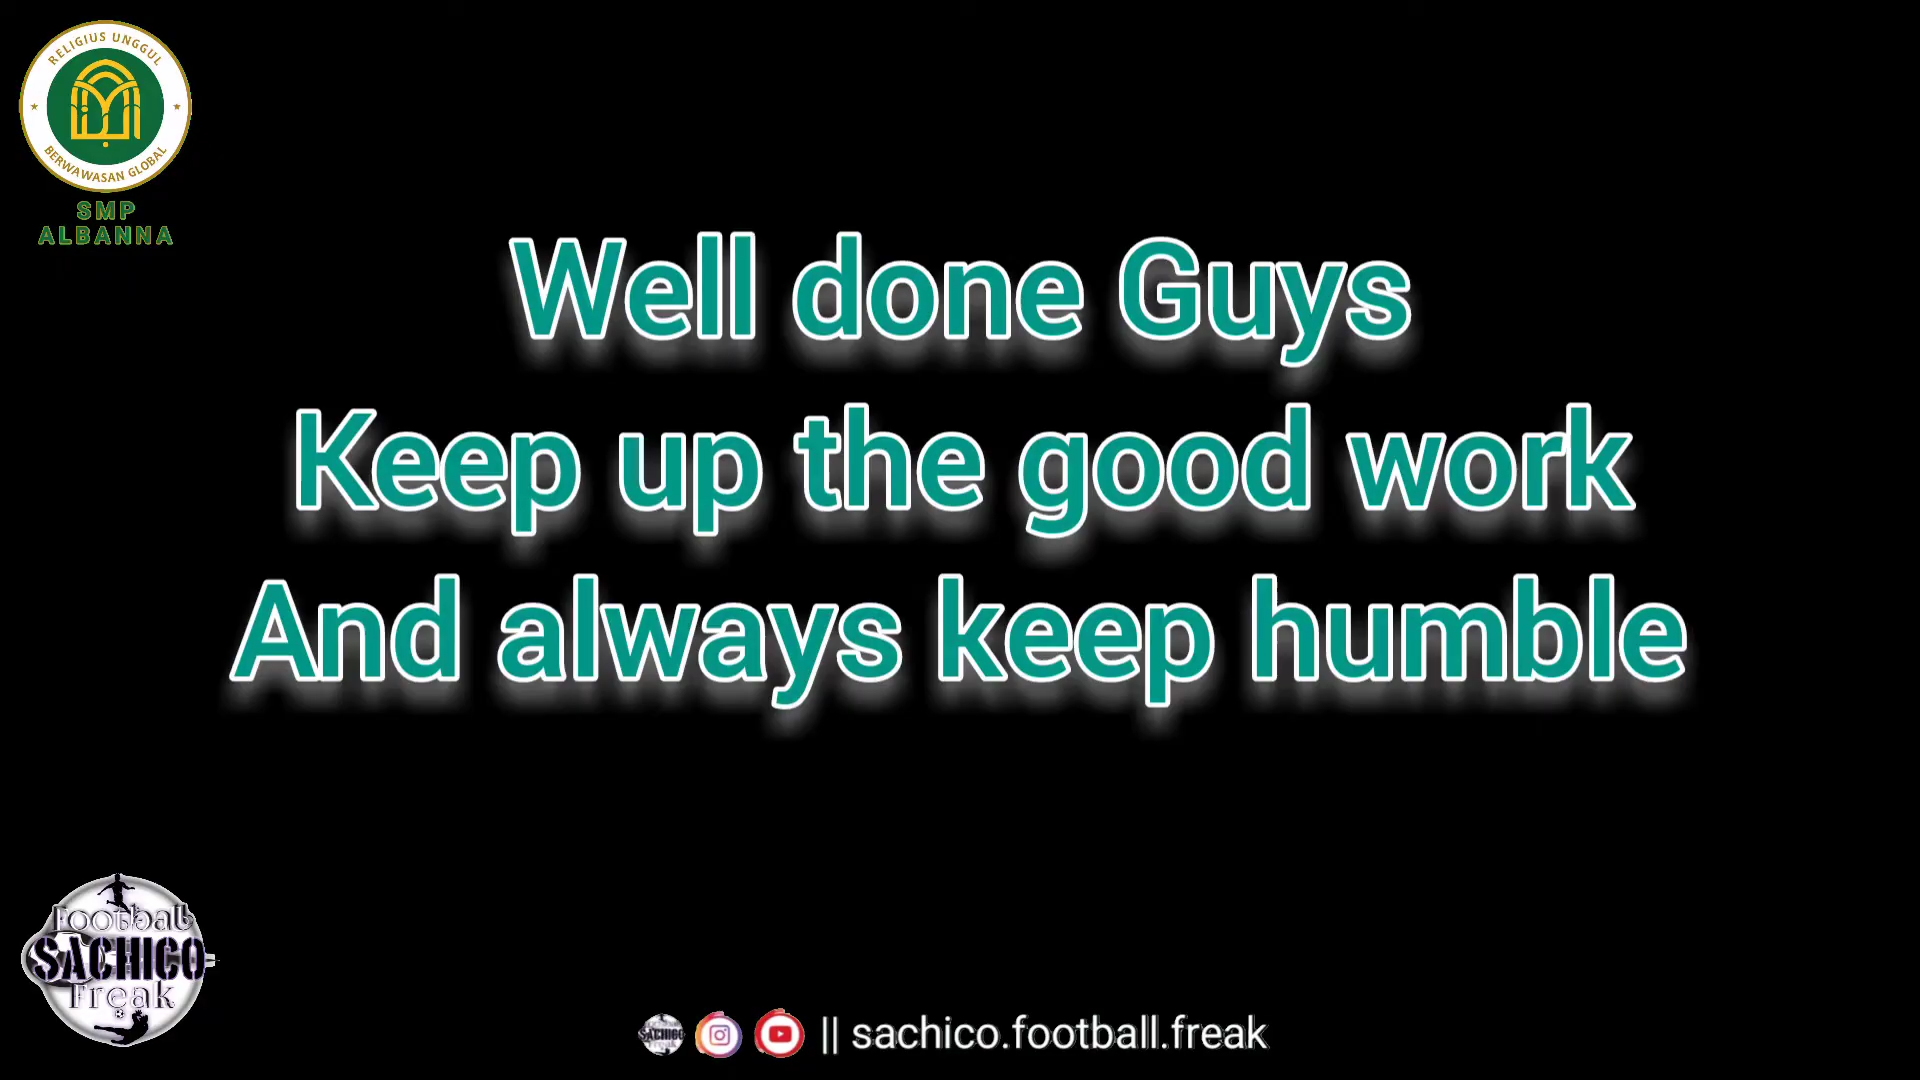 RELIGIUS UNGGUL
BERWAWASAN GLOBAL
SMP
ALBANNA
Well done Guys
Keep up the good work
And always keep humble
Football
SACHICO
Freak
SACHICO
|| sachico.football.freak